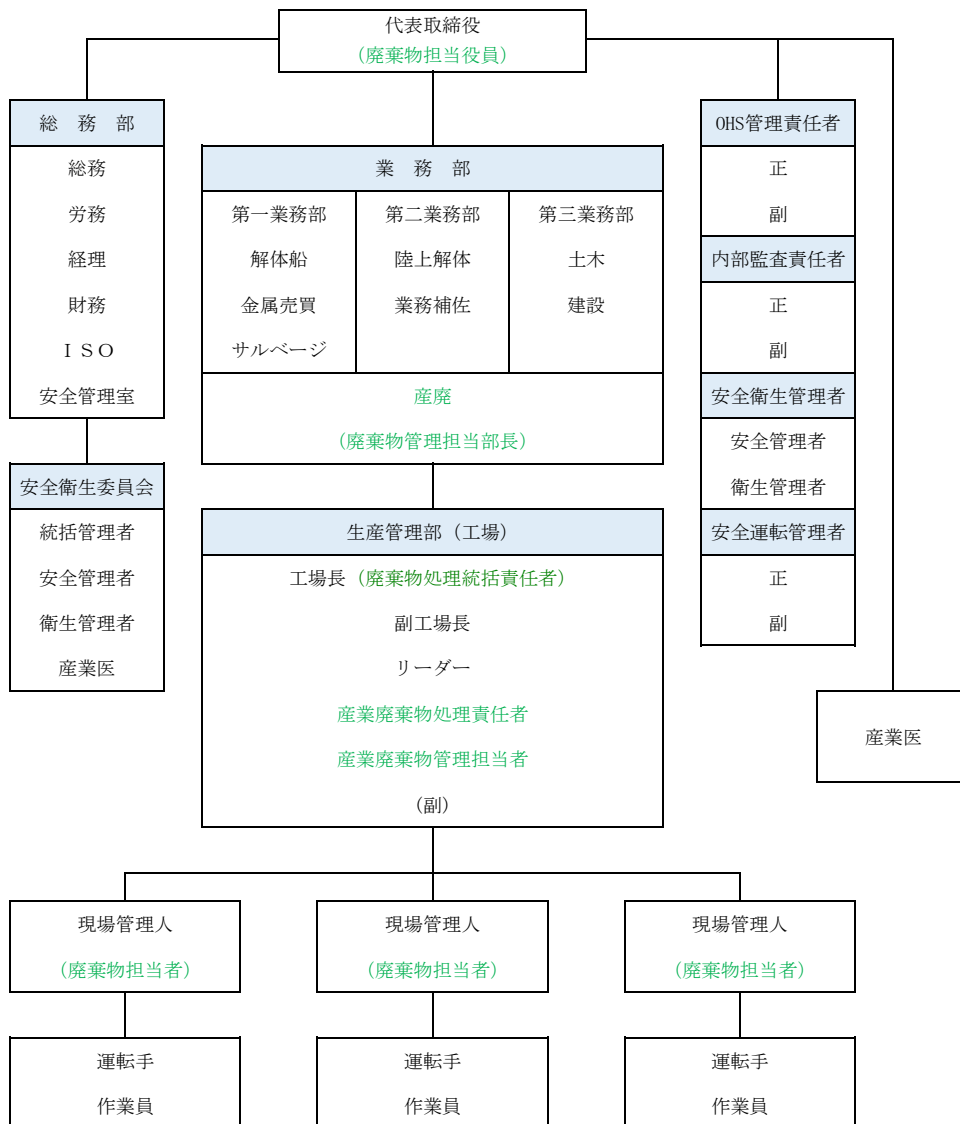 代表取締役
(廃棄物担当役員)
総　務　部
総務
労務
経理
財務
ＩＳＯ
安全管理室
安全衛生委員会
統括管理者
安全管理者
衛生管理者
産業医
業　務　部
第一業務部
解体船
金属売買
サルベージ
第二業務部
陸上解体
業務補佐
第三業務部
土木
建設
産廃
(廃棄物管理担当部長)
生産管理部（工場）
工場長（廃棄物処理統括責任者）
副工場長
リーダー
産業廃棄物処理責任者
産業廃棄物管理担当者
(副)
OHS管理責任者
正
副
内部監査責任者
正
副
安全衛生管理者
安全管理者
衛生管理者
安全運転管理者
正
副
産業医
現場管理人
(廃棄物担当者)
運転手
作業員
現場管理人
(廃棄物担当者)
運転手
作業員
現場管理人
(廃棄物担当者)
運転手
作業員